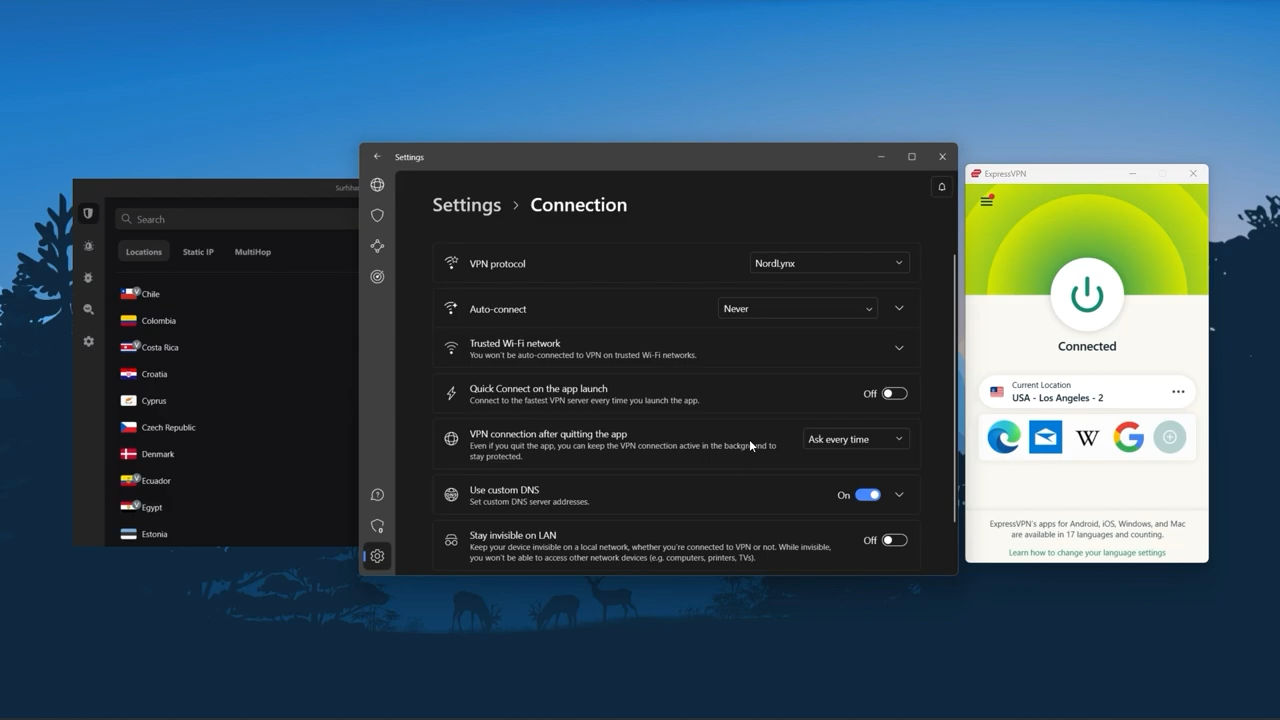 Surfshar
Search
Locations
Static IP
MultiHop
Chile
Colombia
Costa Rica
Croatia
Cyprus
Czech Republic
Denmark
Ecuador
Egypt
Estonia
Settings
Settings > Connection
VPN protocol
NordLynx
Auto-connect
Never
Trusted Wi-Fi network
You won't be auto-connected to VPN on trusted Wi-Fi networks.
Quick Connect on the app launch
Connect to the fastest VPN server every time you launch the app.
Off
VPN connection after quitting the app
Even if you quit the app, you can keep the VPN connection active in the background to
stay protected.
Ask every time
Use custom DNS
Set custom DNS server addresses.
On
Stay invisible on LAN
Keep your device invisible on a local network, whether you're connected to VPN or not. While invisible,
you won't be able to access other network devices (e.g. computers, printers, TVs).
Off
ExpressVPN
Connected
Current Location
USA - Los Angeles - 2
W
G
ExpressVPN's apps for Android, iOS, Windows, and Mac
are available in 17 languages and counting.
Learn how to change your language settings